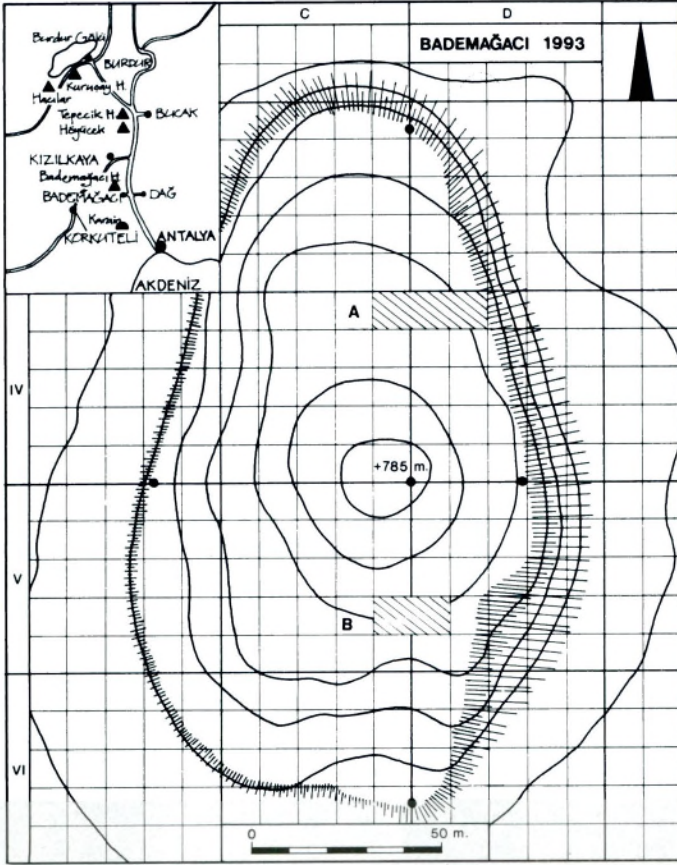 C D
BADEMAĞACI 1993
Burdur Gölü
BURDUR
Kuruçay H.
Hacılar
Tepecik H.
BUCAK
Höyücek
KIZILKAYA
Bademağacı H.
BADEMAĞACI
DAĞ
Karain
KORKUTELİ
ANTALYA
AKDENİZ
A
IV
+785 m.
V
B
VI
0 50 m.